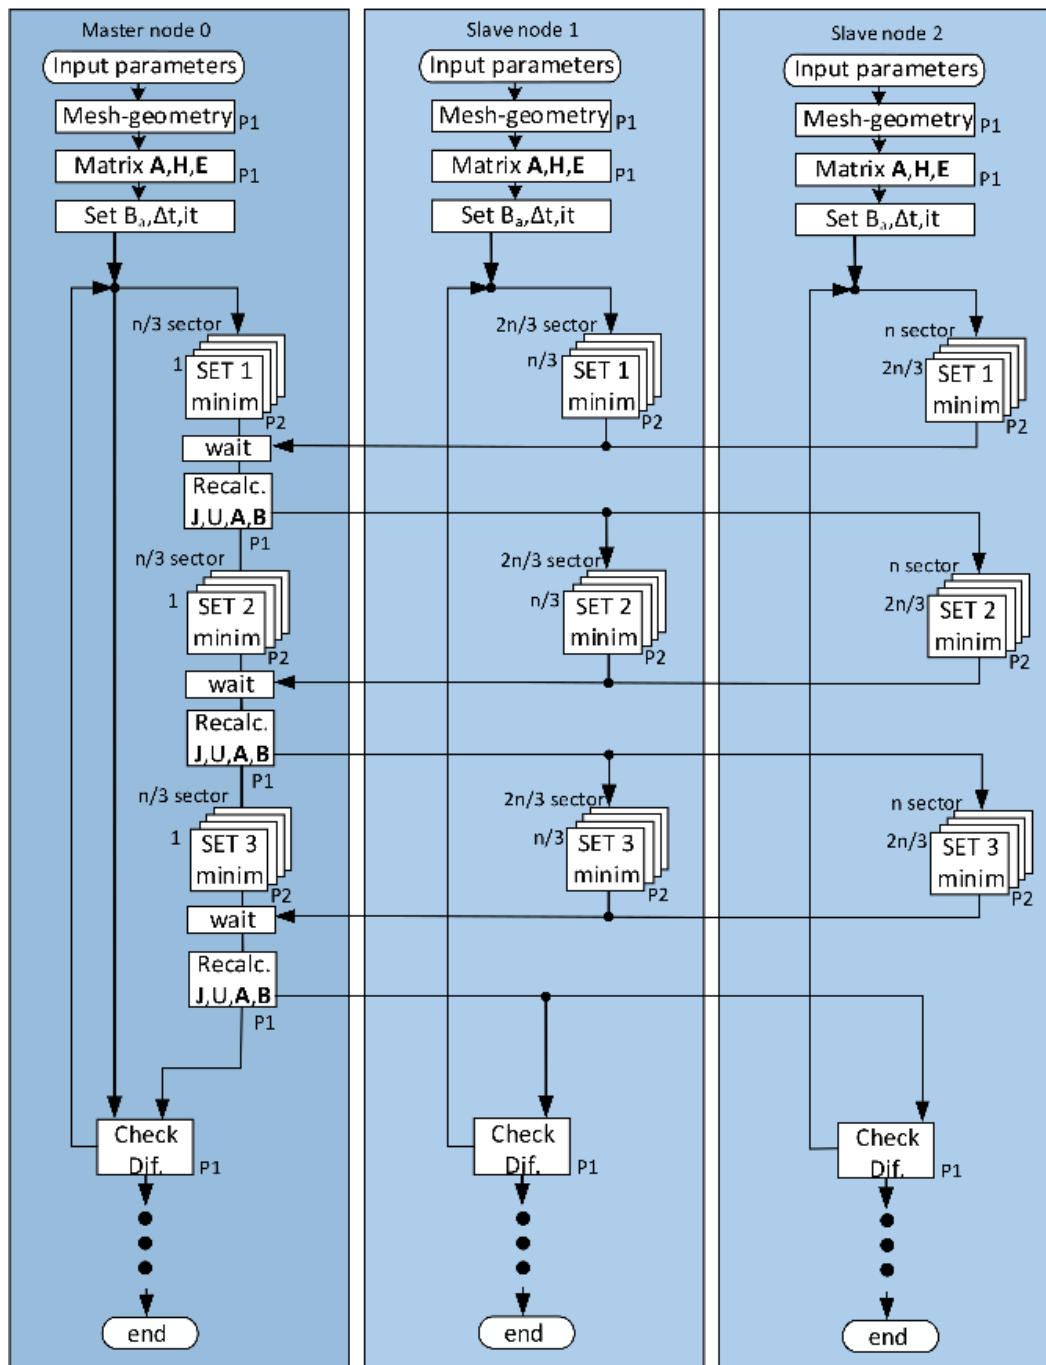 Master node 0
Input parameters
Mesh-geometry
P1
Matrix A,H,E
P1
Set Bₐ,Δt,it
n/3 sector
1
SET 1
minim
P2
wait
Recalc.
J,U,A,B
P1
n/3 sector
1
SET 2
minim
P2
wait
Recalc.
J,U,A,B
P1
n/3 sector
1
SET 3
minim
P2
wait
Recalc.
J,U,A,B
P1
Check
Dif.
P1
end
Slave node 1
Input parameters
Mesh-geometry
P1
Matrix A,H,E
P1
Set Bₐ,Δt,it
2n/3 sector
n/3
SET 1
minim
P2
2n/3 sector
n/3
SET 2
minim
P2
2n/3 sector
n/3
SET 3
minim
P2
Check
Dif.
P1
end
Slave node 2
Input parameters
Mesh-geometry
P1
Matrix A,H,E
P1
Set Bₐ,Δt,it
n sector
2n/3
SET 1
minim
P2
n sector
2n/3
SET 2
minim
P2
n sector
2n/3
SET 3
minim
P2
Check
Dif.
P1
end